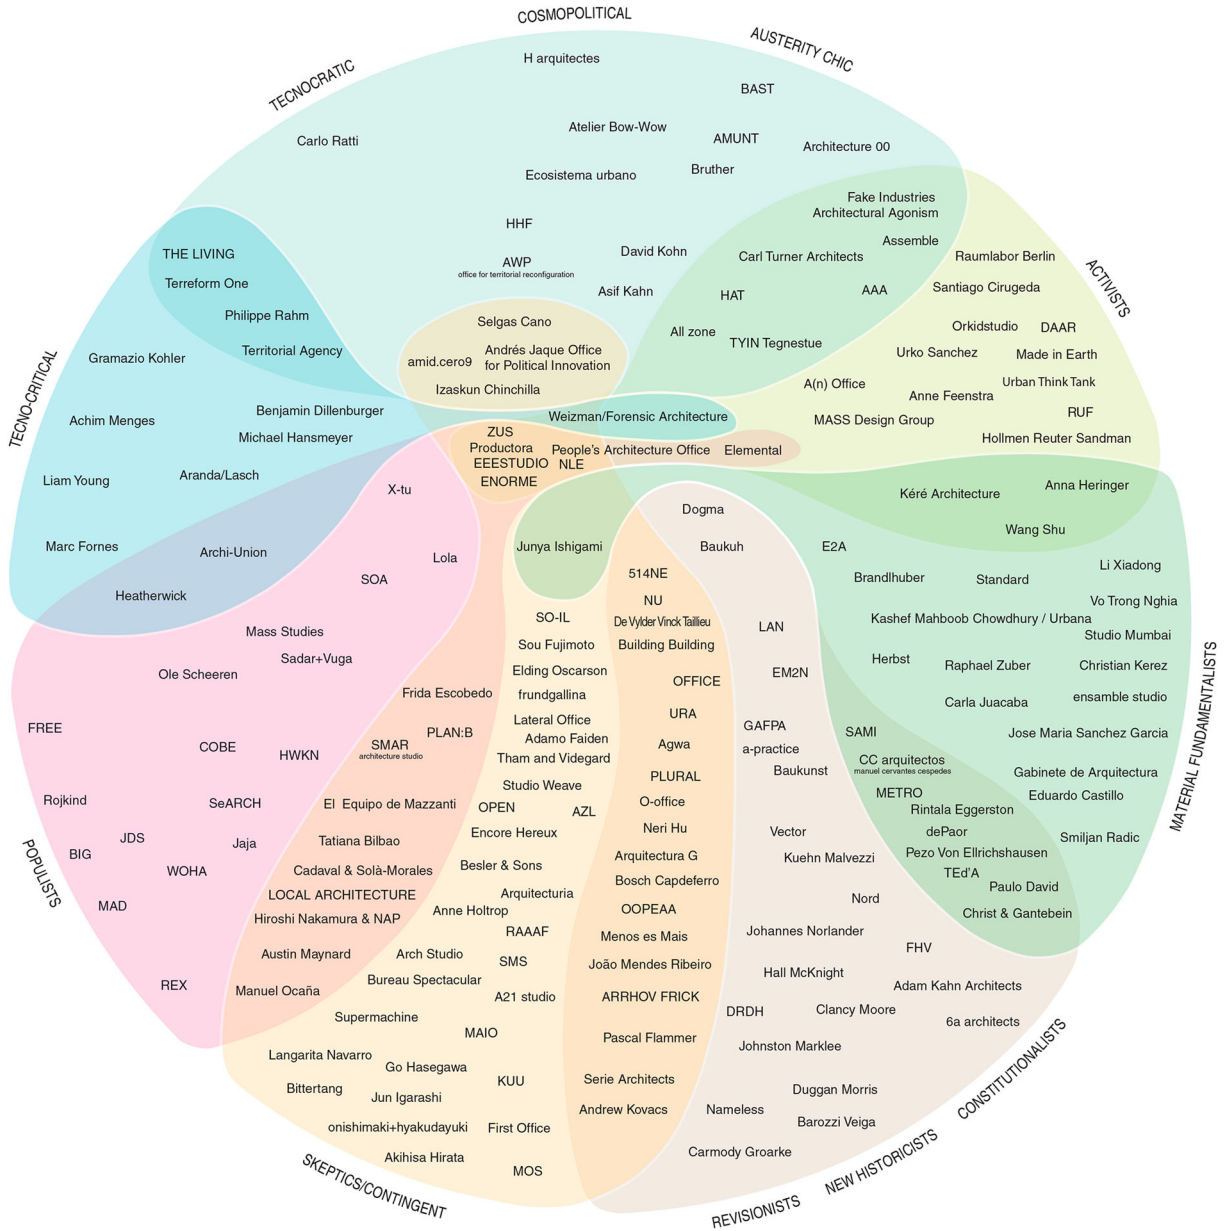 COSMOPOLITICAL
AUSTERITY CHIC
TECNOCRATIC
H arquitectes
BAST
Carlo Ratti
Atelier Bow-Wow
AMUNT
Architecture 00
Ecosistema urbano
Bruther
Fake Industries
Architectural Agonism
HHF
Assemble
THE LIVING
AWP
office for territorial reconfiguration
David Kohn
Carl Turner Architects
Raumlabor Berlin
ACTIVISTS
Terreform One
Asif Kahn
HAT
AAA
Santiago Cirugeda
Philippe Rahm
Selgas Cano
All zone
TYIN Tegnestue
Orkidstudio
DAAR
Territorial Agency
Gramazio Kohler
amid.cero9
Andrés Jaque Office
for Political Innovation
Urko Sanchez
Made in Earth
TECNO-CRITICAL
Izaskun Chinchilla
A(n) Office
Anne Feenstra
Urban Think Tank
Achim Menges
Benjamin Dillenburger
Weizman/Forensic Architecture
MASS Design Group
RUF
Michael Hansmeyer
ZUS
Hollmen Reuter Sandman
Productora
People's Architecture Office
Elemental
EEESTUDIO
NLE
Liam Young
Aranda/Lasch
ENORME
X-tu
Kéré Architecture
Anna Heringer
Dogma
Wang Shu
Marc Fornes
Archi-Union
Lola
Junya Ishigami
Baukuh
E2A
Li Xiadong
Heatherwick
SOA
514NE
Brandlhuber
Standard
NU
Vo Trong Nghia
Mass Studies
SO-IL
De Vylder Vinck Taillieu
LAN
Kashef Mahboob Chowdhury / Urbana
Studio Mumbai
Sadar+Vuga
Sou Fujimoto
Building Building
Herbst
Raphael Zuber
Christian Kerez
Ole Scheeren
Elding Oscarson
EM2N
Frida Escobedo
frundgallina
OFFICE
Carla Juacaba
ensamble studio
MATERIAL FUNDAMENTALISTS
FREE
COBE
HWKN
PLAN:B
Lateral Office
URA
GAFPA
SAMI
Jose Maria Sanchez Garcia
SMAR
architecture studio
Adamo Faiden
Agwa
a-practice
Tham and Videgard
CC arquitectos
manuel cervantes cespedes
Baukunst
Gabinete de Arquitectura
Studio Weave
PLURAL
METRO
Eduardo Castillo
Rojkind
SeARCH
El Equipo de Mazzanti
OPEN
AZL
O-office
Rintala Eggerston
JDS
Jaja
Tatiana Bilbao
Encore Hereux
Neri Hu
Vector
dePaor
Smiljan Radic
POPULISTS
BIG
WOHA
Cadaval & Solà-Morales
Besler & Sons
Arquitectura G
Kuehn Malvezzi
Pezo Von Ellrichshausen
TEd'A
LOCAL ARCHITECTURE
Arquitecturia
Bosch Capdeferro
Nord
Paulo David
MAD
Hiroshi Nakamura & NAP
Anne Holtrop
OOPEAA
Christ & Gantebein
RAAAF
Menos es Mais
Johannes Norlander
Austin Maynard
Arch Studio
SMS
João Mendes Ribeiro
FHV
REX
Manuel Ocaña
Bureau Spectacular
Hall McKnight
Adam Kahn Architects
A21 studio
ARRHOV FRICK
Supermachine
DRDH
Clancy Moore
6a architects
MAIO
Pascal Flammer
Johnston Marklee
Langarita Navarro
Go Hasegawa
Bittertang
Jun Igarashi
KUU
Serie Architects
Duggan Morris
CONSTITUTIONALISTS
Andrew Kovacs
Nameless
Barozzi Veiga
onishimaki+hyakudayuki
First Office
Akihisa Hirata
MOS
Carmody Groarke
SKEPTICS/CONTINGENT
REVISIONISTS
NEW HISTORICISTS